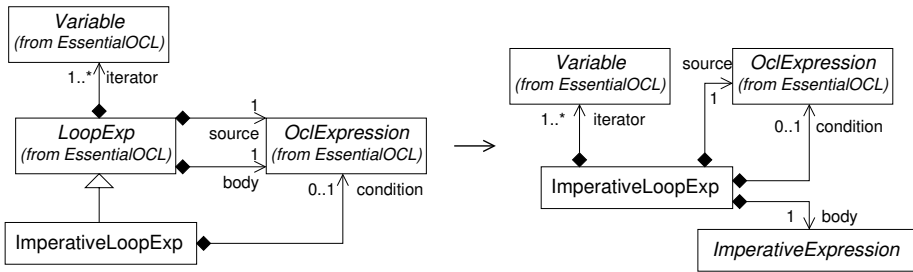 Variable
(from EssentialOCL)
1..* iterator
LoopExp
(from EssentialOCL)
1
source
1
body
OclExpression
(from EssentialOCL)
0..1 condition
ImperativeLoopExp
Variable
(from EssentialOCL)
1..* iterator
source
1
OclExpression
(from EssentialOCL)
0..1 condition
ImperativeLoopExp
1 body
ImperativeExpression